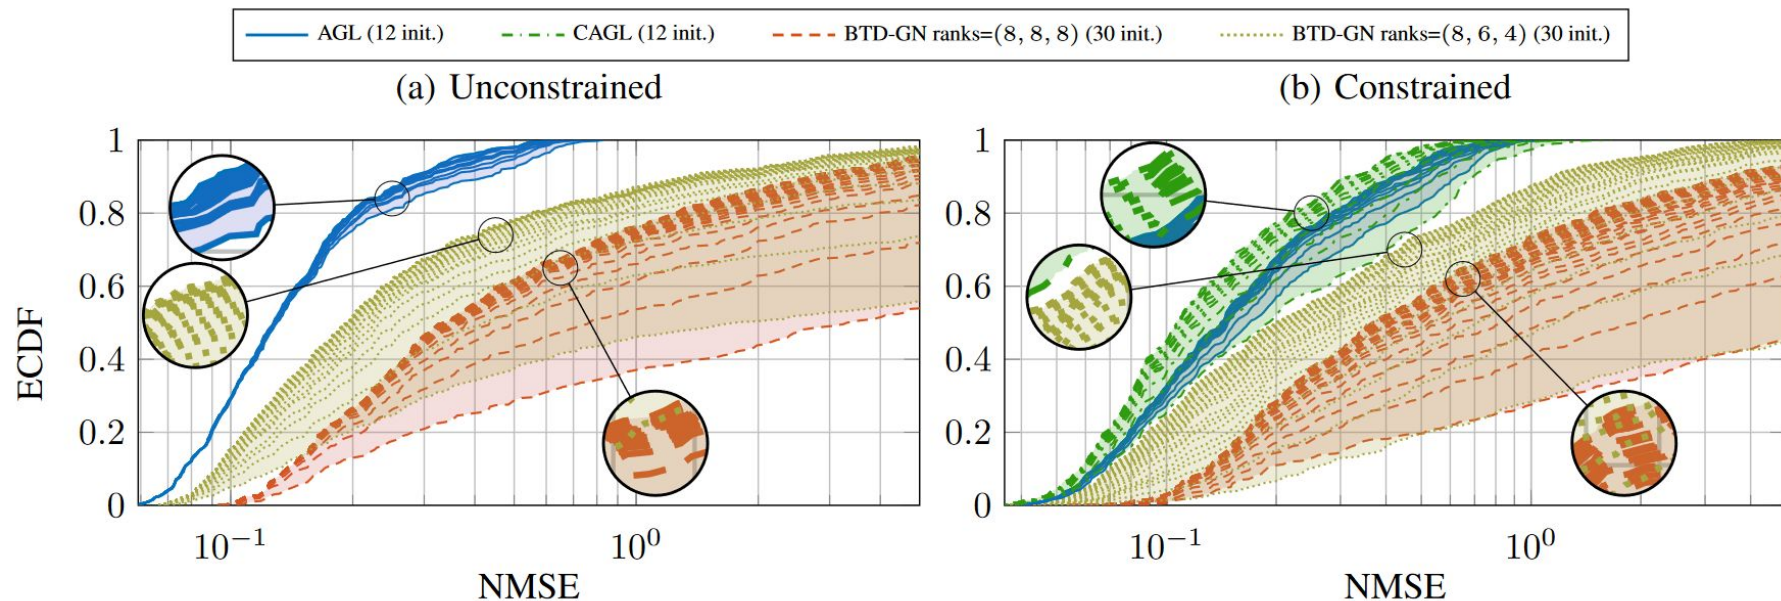 AGL (12 init.) CAGL (12 init.) BTD-GN ranks=(8, 8, 8) (30 init.) BTD-GN ranks=(8, 6, 4) (30 init.)
(a) Unconstrained (b) Constrained
1 1
0.8 0.8
0.6 0.6
0.4 0.4
0.2 0.2
0 0
ECDF
10⁻¹ 10⁰ 10⁻¹ 10⁰
NMSE NMSE